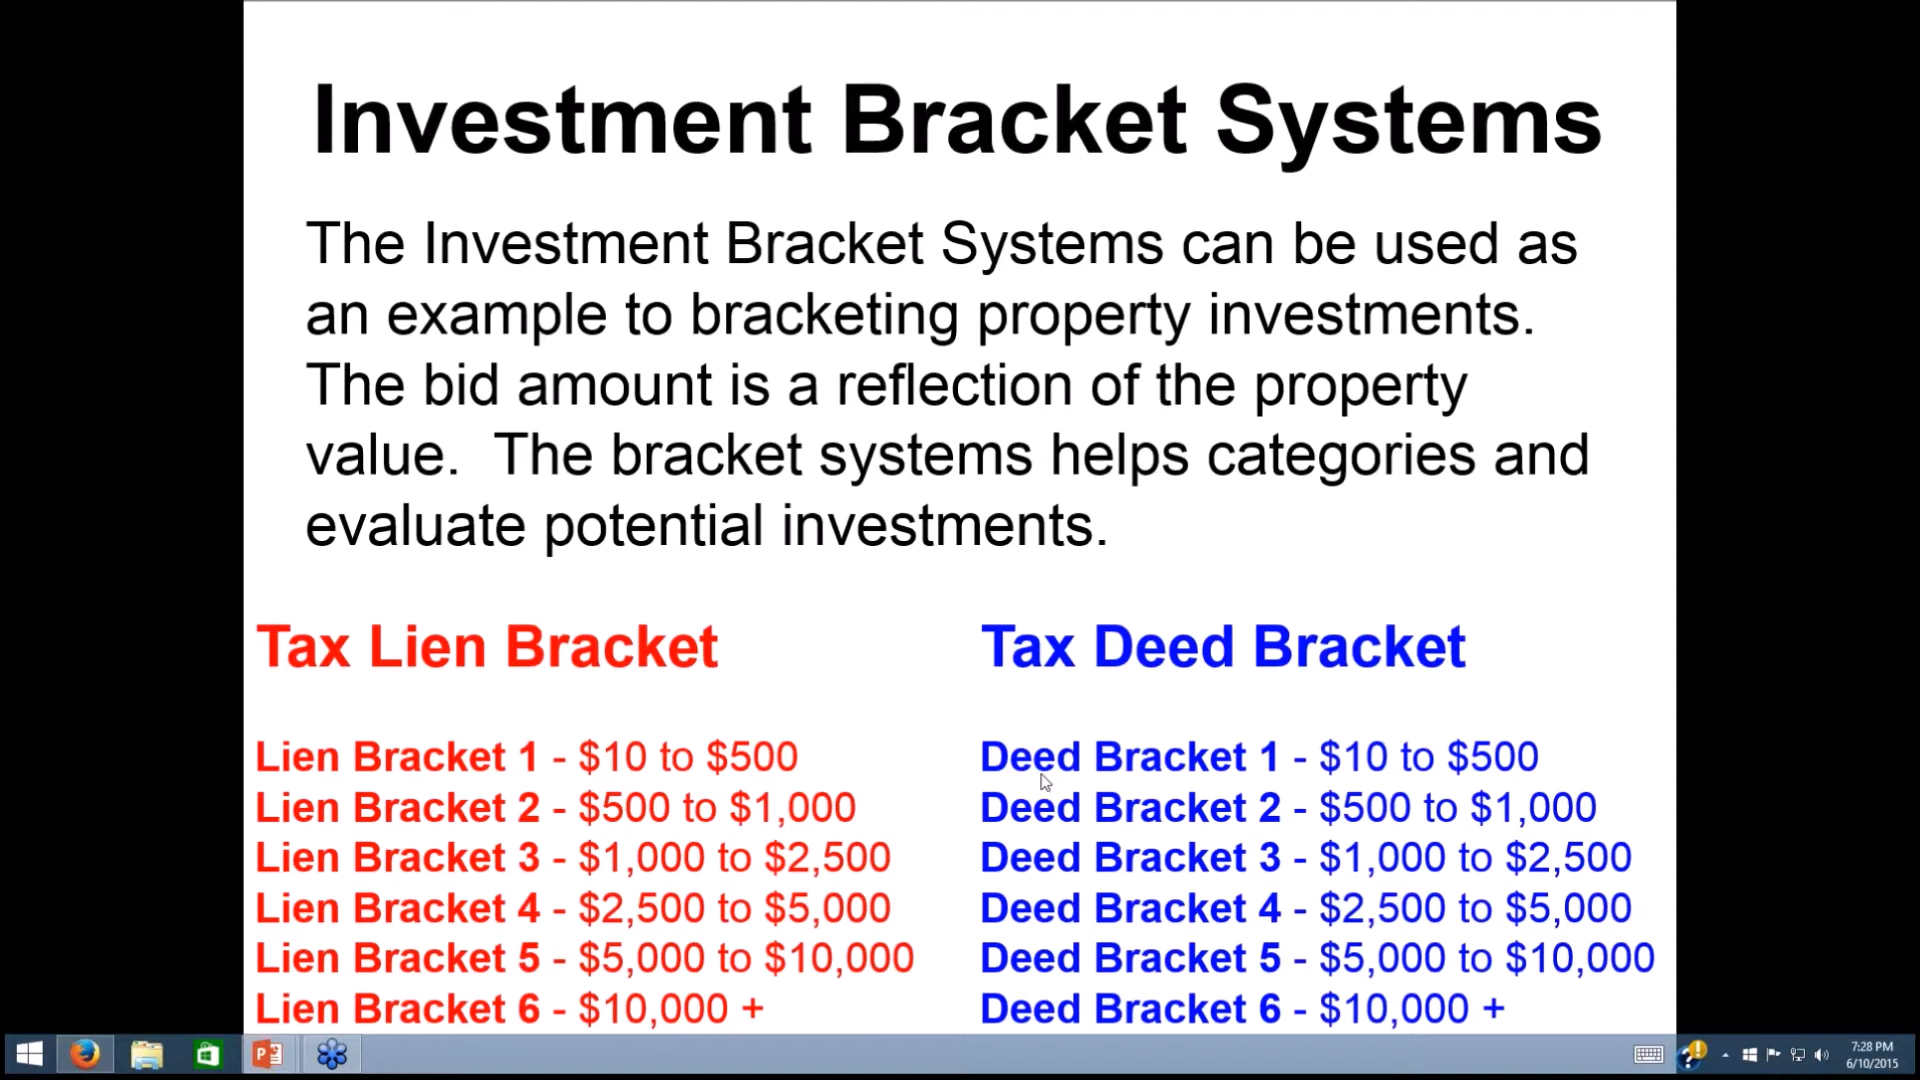 Investment Bracket Systems
The Investment Bracket Systems can be used as
an example to bracketing property investments.
The bid amount is a reflection of the property
value.  The bracket systems helps categories and
evaluate potential investments.
Tax Lien Bracket
Lien Bracket 1 - $10 to $500
Lien Bracket 2 - $500 to $1,000
Lien Bracket 3 - $1,000 to $2,500
Lien Bracket 4 - $2,500 to $5,000
Lien Bracket 5 - $5,000 to $10,000
Lien Bracket 6 - $10,000 +
Tax Deed Bracket
Deed Bracket 1 - $10 to $500
Deed Bracket 2 - $500 to $1,000
Deed Bracket 3 - $1,000 to $2,500
Deed Bracket 4 - $2,500 to $5,000
Deed Bracket 5 - $5,000 to $10,000
Deed Bracket 6 - $10,000 +
7:28 PM
6/10/2015